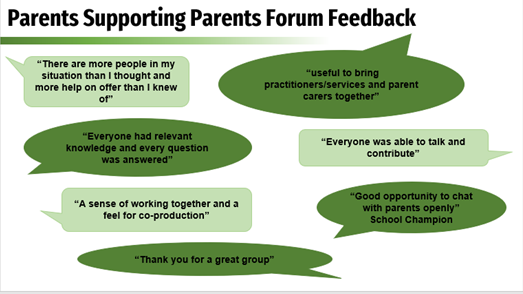 Parents Supporting Parents Forum Feedback
“There are more people in my
situation than I thought and
more help on offer than I knew
of”
“useful to bring
practitioners/services and parent
carers together”
“Everyone had relevant
knowledge and every question
was answered”
“Everyone was able to talk and
contribute”
“A sense of working together and a
feel for co-production”
“Good opportunity to chat
with parents openly”
School Champion
“Thank you for a great group”